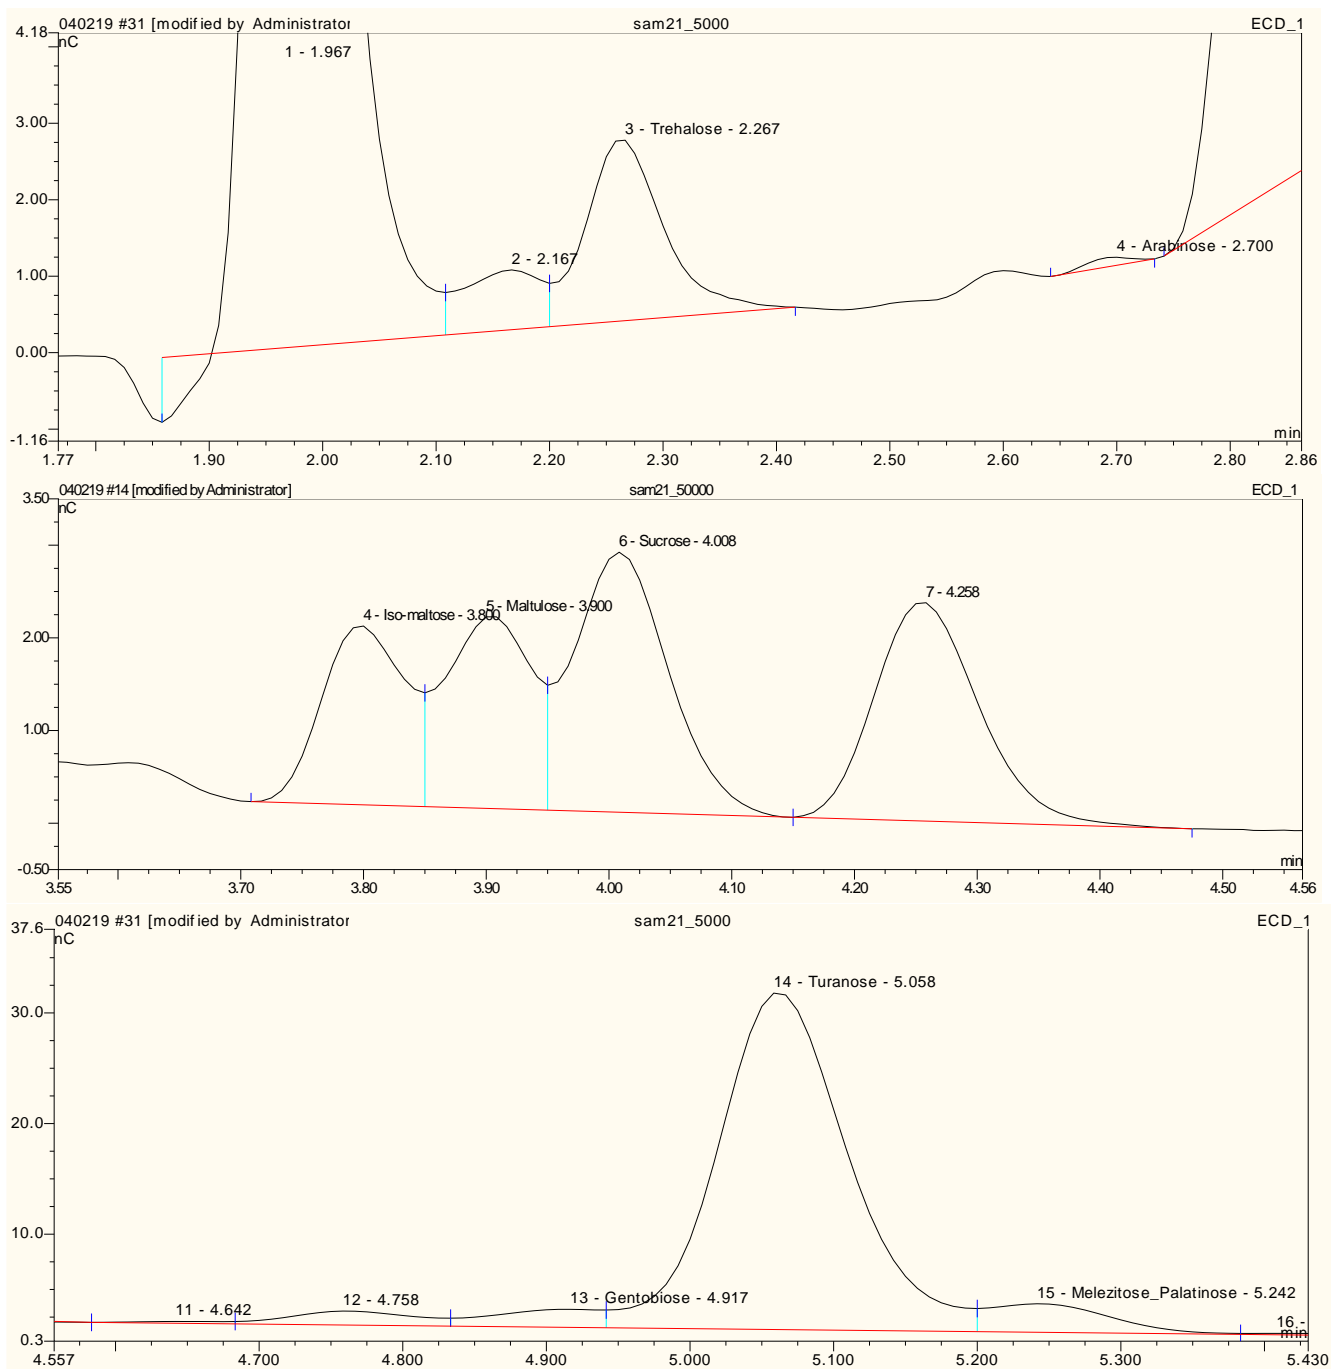 040219 #31 [modified by Administrator sam21_5000 ECD_1
4.18
nC
1 - 1.967
3.00
3 - Trehalose - 2.267
2.00
4 - Arabinose - 2.700
2 - 2.167
1.00
0.00
-1.16
min
1.77 1.90 2.00 2.10 2.20 2.30 2.40 2.50 2.60 2.70 2.80 2.86
040219 #14 [modified by Administrator] sam21_50000 ECD_1
3.50
nC
6 - Sucrose - 4.008
7 - 4.258
5 - Maltulose - 3.900
4 - Iso-maltose - 3.800
2.00
1.00
-0.50
min
3.55 3.70 3.80 3.90 4.00 4.10 4.20 4.30 4.40 4.50 4.56
040219 #31 [modified by Administrator sam21_5000 ECD_1
37.6
nC
14 - Turanose - 5.058
30.0
20.0
10.0
15 - Melezitose_Palatinose - 5.242
13 - Gentobiose - 4.917
12 - 4.758
11 - 4.642
16 -
min
0.3
4.557 4.700 4.800 4.900 5.000 5.100 5.200 5.300 5.430